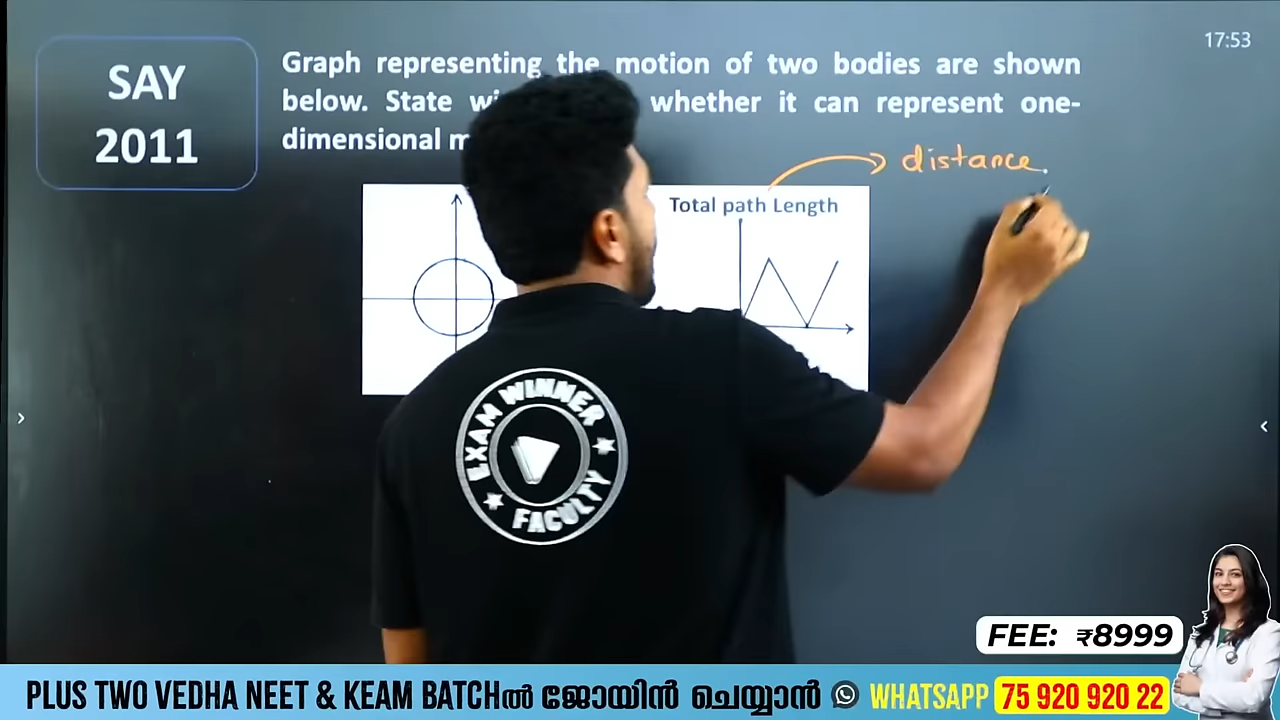 17:53
SAY
2011
Graph representing the motion of two bodies are shown
below. State whether it can represent one-
dimensional
distance.
Total path Length
EXAM WINNER
FACULTY
FEE: ₹8999
PLUS TWO VEDHA NEET & KEAM BATCHൽ ജോയിൻ ചെയ്യാൻ WHATSAPP 75 920 920 22